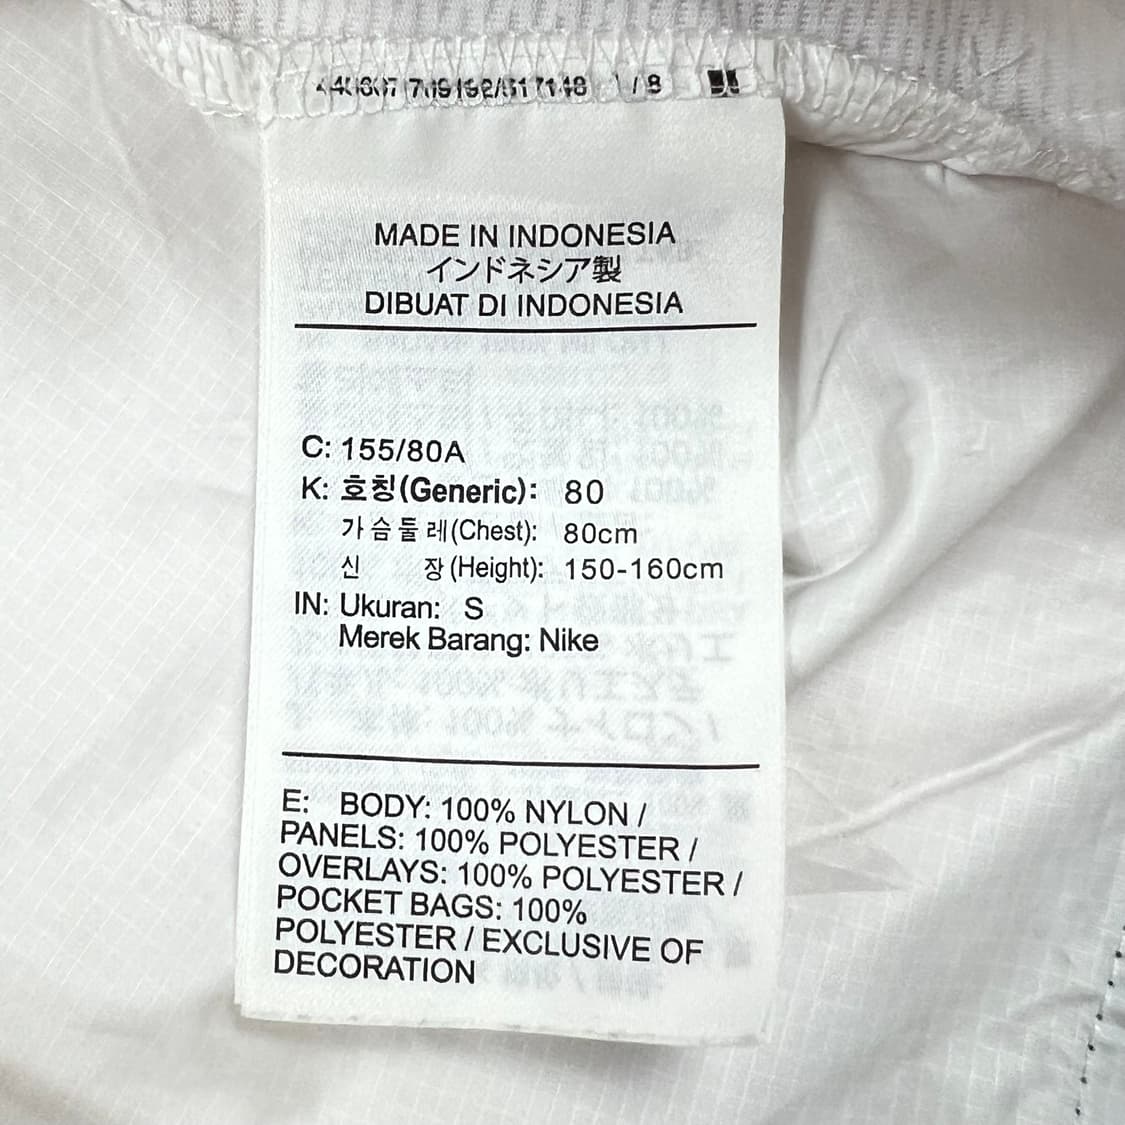 MADE IN INDONESIA
インドネシア製
DIBUAT DI INDONESIA
C: 155/80A
K: 호칭(Generic): 80
가슴둘레(Chest): 80cm
신 장(Height): 150-160cm
IN: Ukuran: S
Merek Barang: Nike
E: BODY: 100% NYLON /
PANELS: 100% POLYESTER /
OVERLAYS: 100% POLYESTER /
POCKET BAGS: 100%
POLYESTER / EXCLUSIVE OF
DECORATION